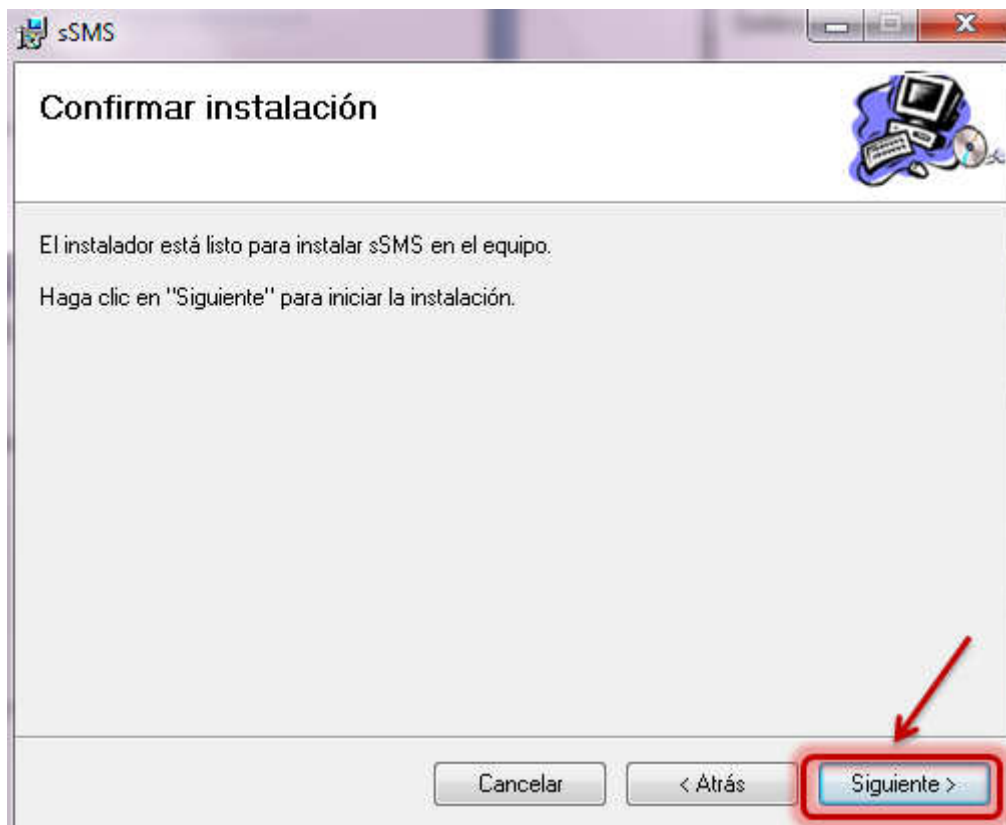 sSMS
Confirmar instalación
El instalador está listo para instalar sSMS en el equipo.
Haga clic en "Siguiente" para iniciar la instalación.
Cancelar
< Atrás
Siguiente >